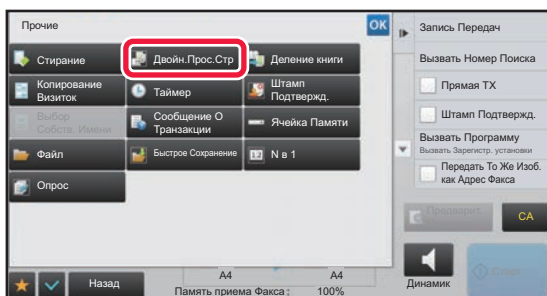 Прочие
OK
Стирание
Двойн.Прос.Стр
Деление книги
Копирование
Визиток
Таймер
Штамп
Подтвержд.
Выбор
Собств. Имени
Сообщение О
Транзакции
Ячейка Памяти
Файл
Быстрое Сохранение
N в 1
Опрос
Назад
A4
A4
Память приема Факса :
100%
Запись Передач
Вызвать Номер Поиска
Прямая TX
Штамп Подтвержд.
Вызвать Программу
Вызвать Зарегистр. установки
Передать То Же Изоб.
как Адрес Факса
CA
Динамик